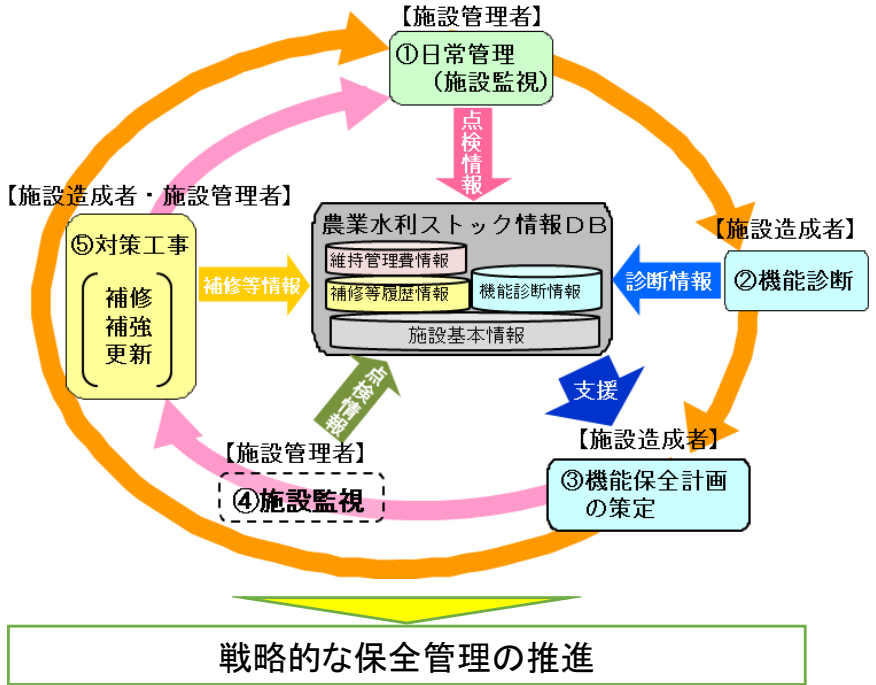 【施設管理者】
①日常管理
（施設監視）
点検情報
【施設造成者・施設管理者】
⑤対策工事
補修
補強
更新
補修等情報
農業水利ストック情報ＤＢ
維持管理費情報
補修等履歴情報
機能診断情報
施設基本情報
【施設造成者】
診断情報
②機能診断
支援
点検情報
【施設造成者】
③機能保全計画
の策定
【施設管理者】
④施設監視
戦略的な保全管理の推進